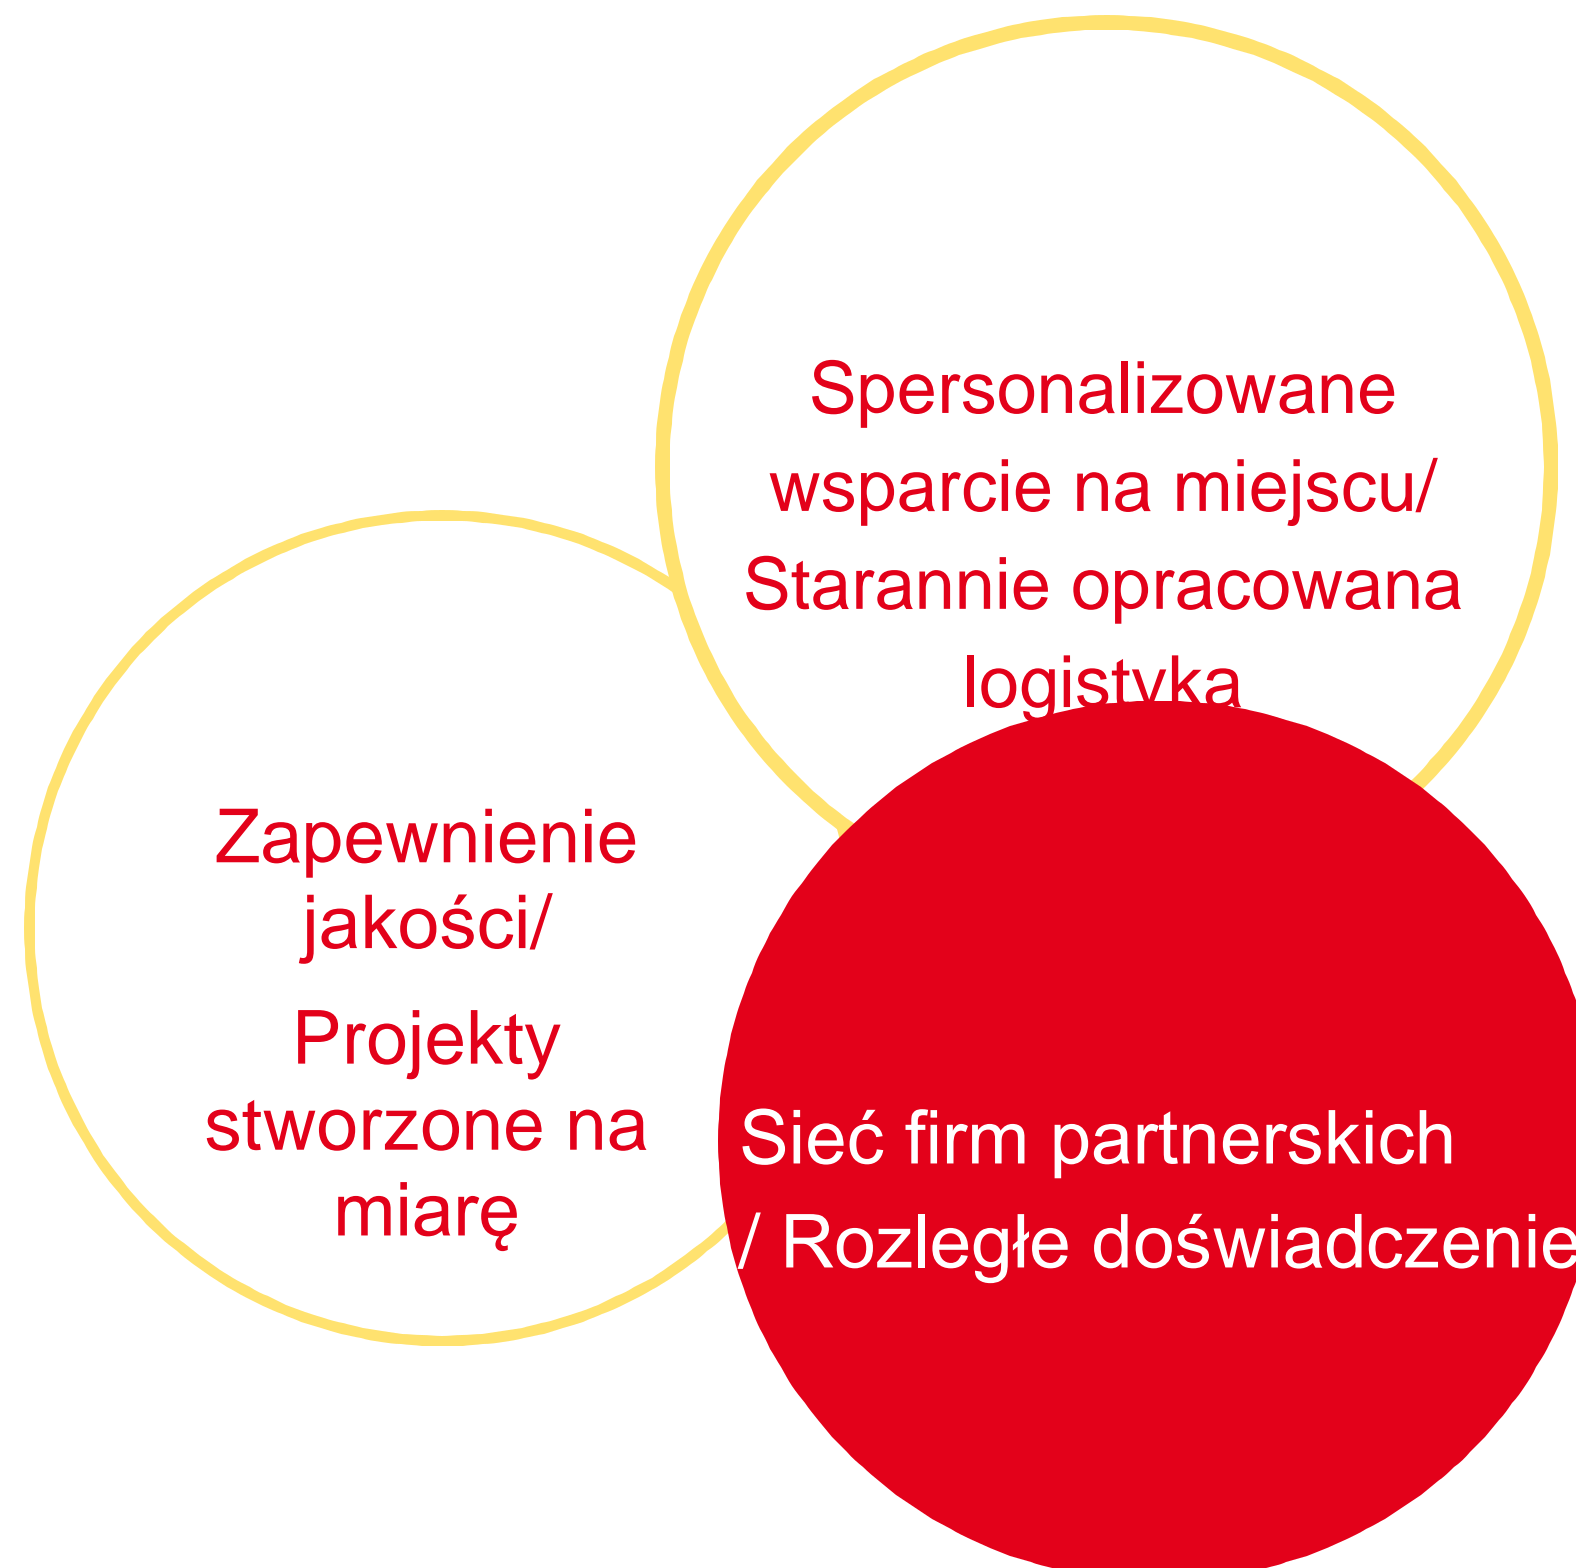 Spersonalizowane
wsparcie na miejscu/
Starannie opracowana
logistyka
Zapewnienie
jakości/
Projekty
stworzone na
miarę
Sieć firm partnerskich
/ Rozległe doświadczenie